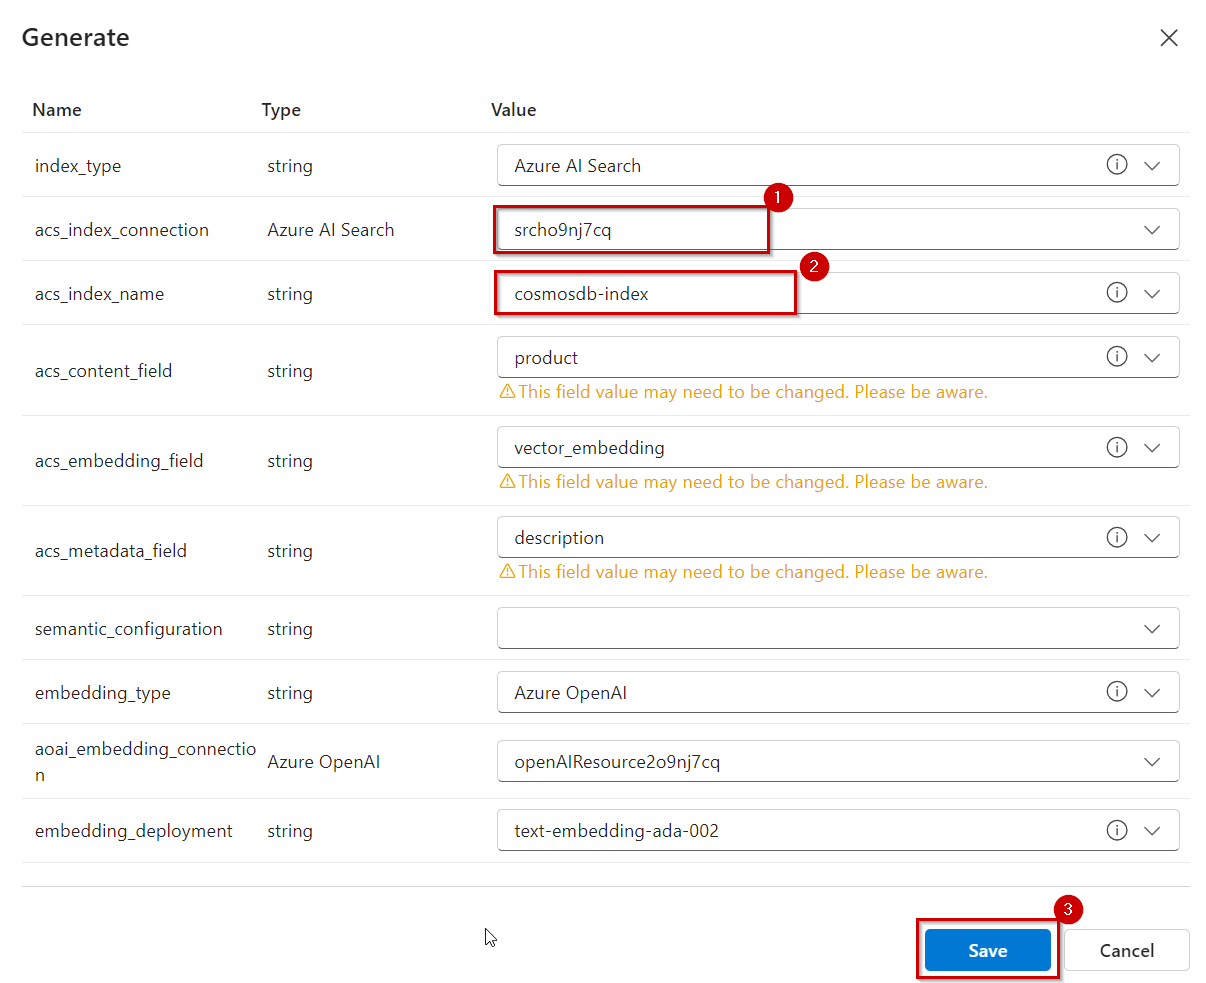 Generate
Name Type Value
index_type string Azure AI Search
1
acs_index_connection Azure AI Search srcho9nj7cq
2
acs_index_name string cosmosdb-index
acs_content_field string product
This field value may need to be changed. Please be aware.
acs_embedding_field string vector_embedding
This field value may need to be changed. Please be aware.
acs_metadata_field string description
This field value may need to be changed. Please be aware.
semantic_configuration string
embedding_type string Azure OpenAI
aoai_embedding_connectio
n Azure OpenAI openAIResource2o9nj7cq
embedding_deployment string text-embedding-ada-002
3
Save Cancel